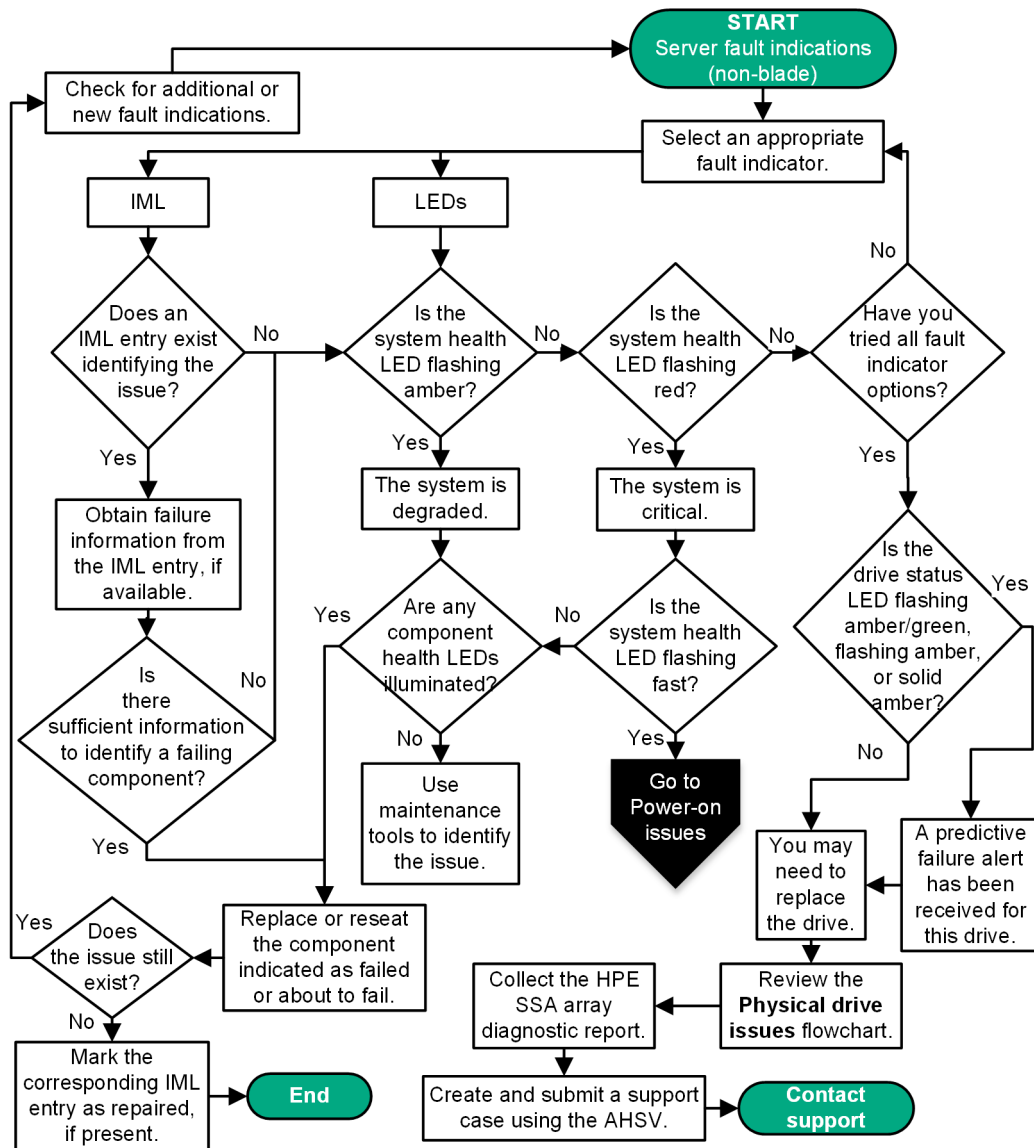 START
Server fault indications
(non-blade)
Check for additional or
new fault indications.
Select an appropriate
fault indicator.
IML
LEDs
No
Does an
IML entry exist
identifying the
issue?
No
Is the
system health
LED flashing
amber?
No
Is the
system health
LED flashing
red?
No
Have you
tried all fault
indicator
options?
Yes
Yes
Yes
Yes
Obtain failure
information from
the IML entry, if
available.
The system is
degraded.
The system is
critical.
Is the
drive status
LED flashing
amber/green,
flashing amber,
or solid
amber?
Yes
Yes
Are any
component
health LEDs
illuminated?
No
Is the
system health
LED flashing
fast?
Is
there
sufficient information
to identify a failing
component?
No
No
Yes
No
Use
maintenance
tools to identify
the issue.
Go to
Power-on
issues
You may
need to
replace
the drive.
A predictive
failure alert
has been
received for
this drive.
Yes
Yes
Does
the issue still
exist?
Replace or reseat
the component
indicated as failed
or about to fail.
Collect the HPE
SSA array
diagnostic report.
Review the
Physical drive
issues flowchart.
No
Mark the
corresponding IML
entry as repaired,
if present.
End
Create and submit a support
case using the AHSV.
Contact
support